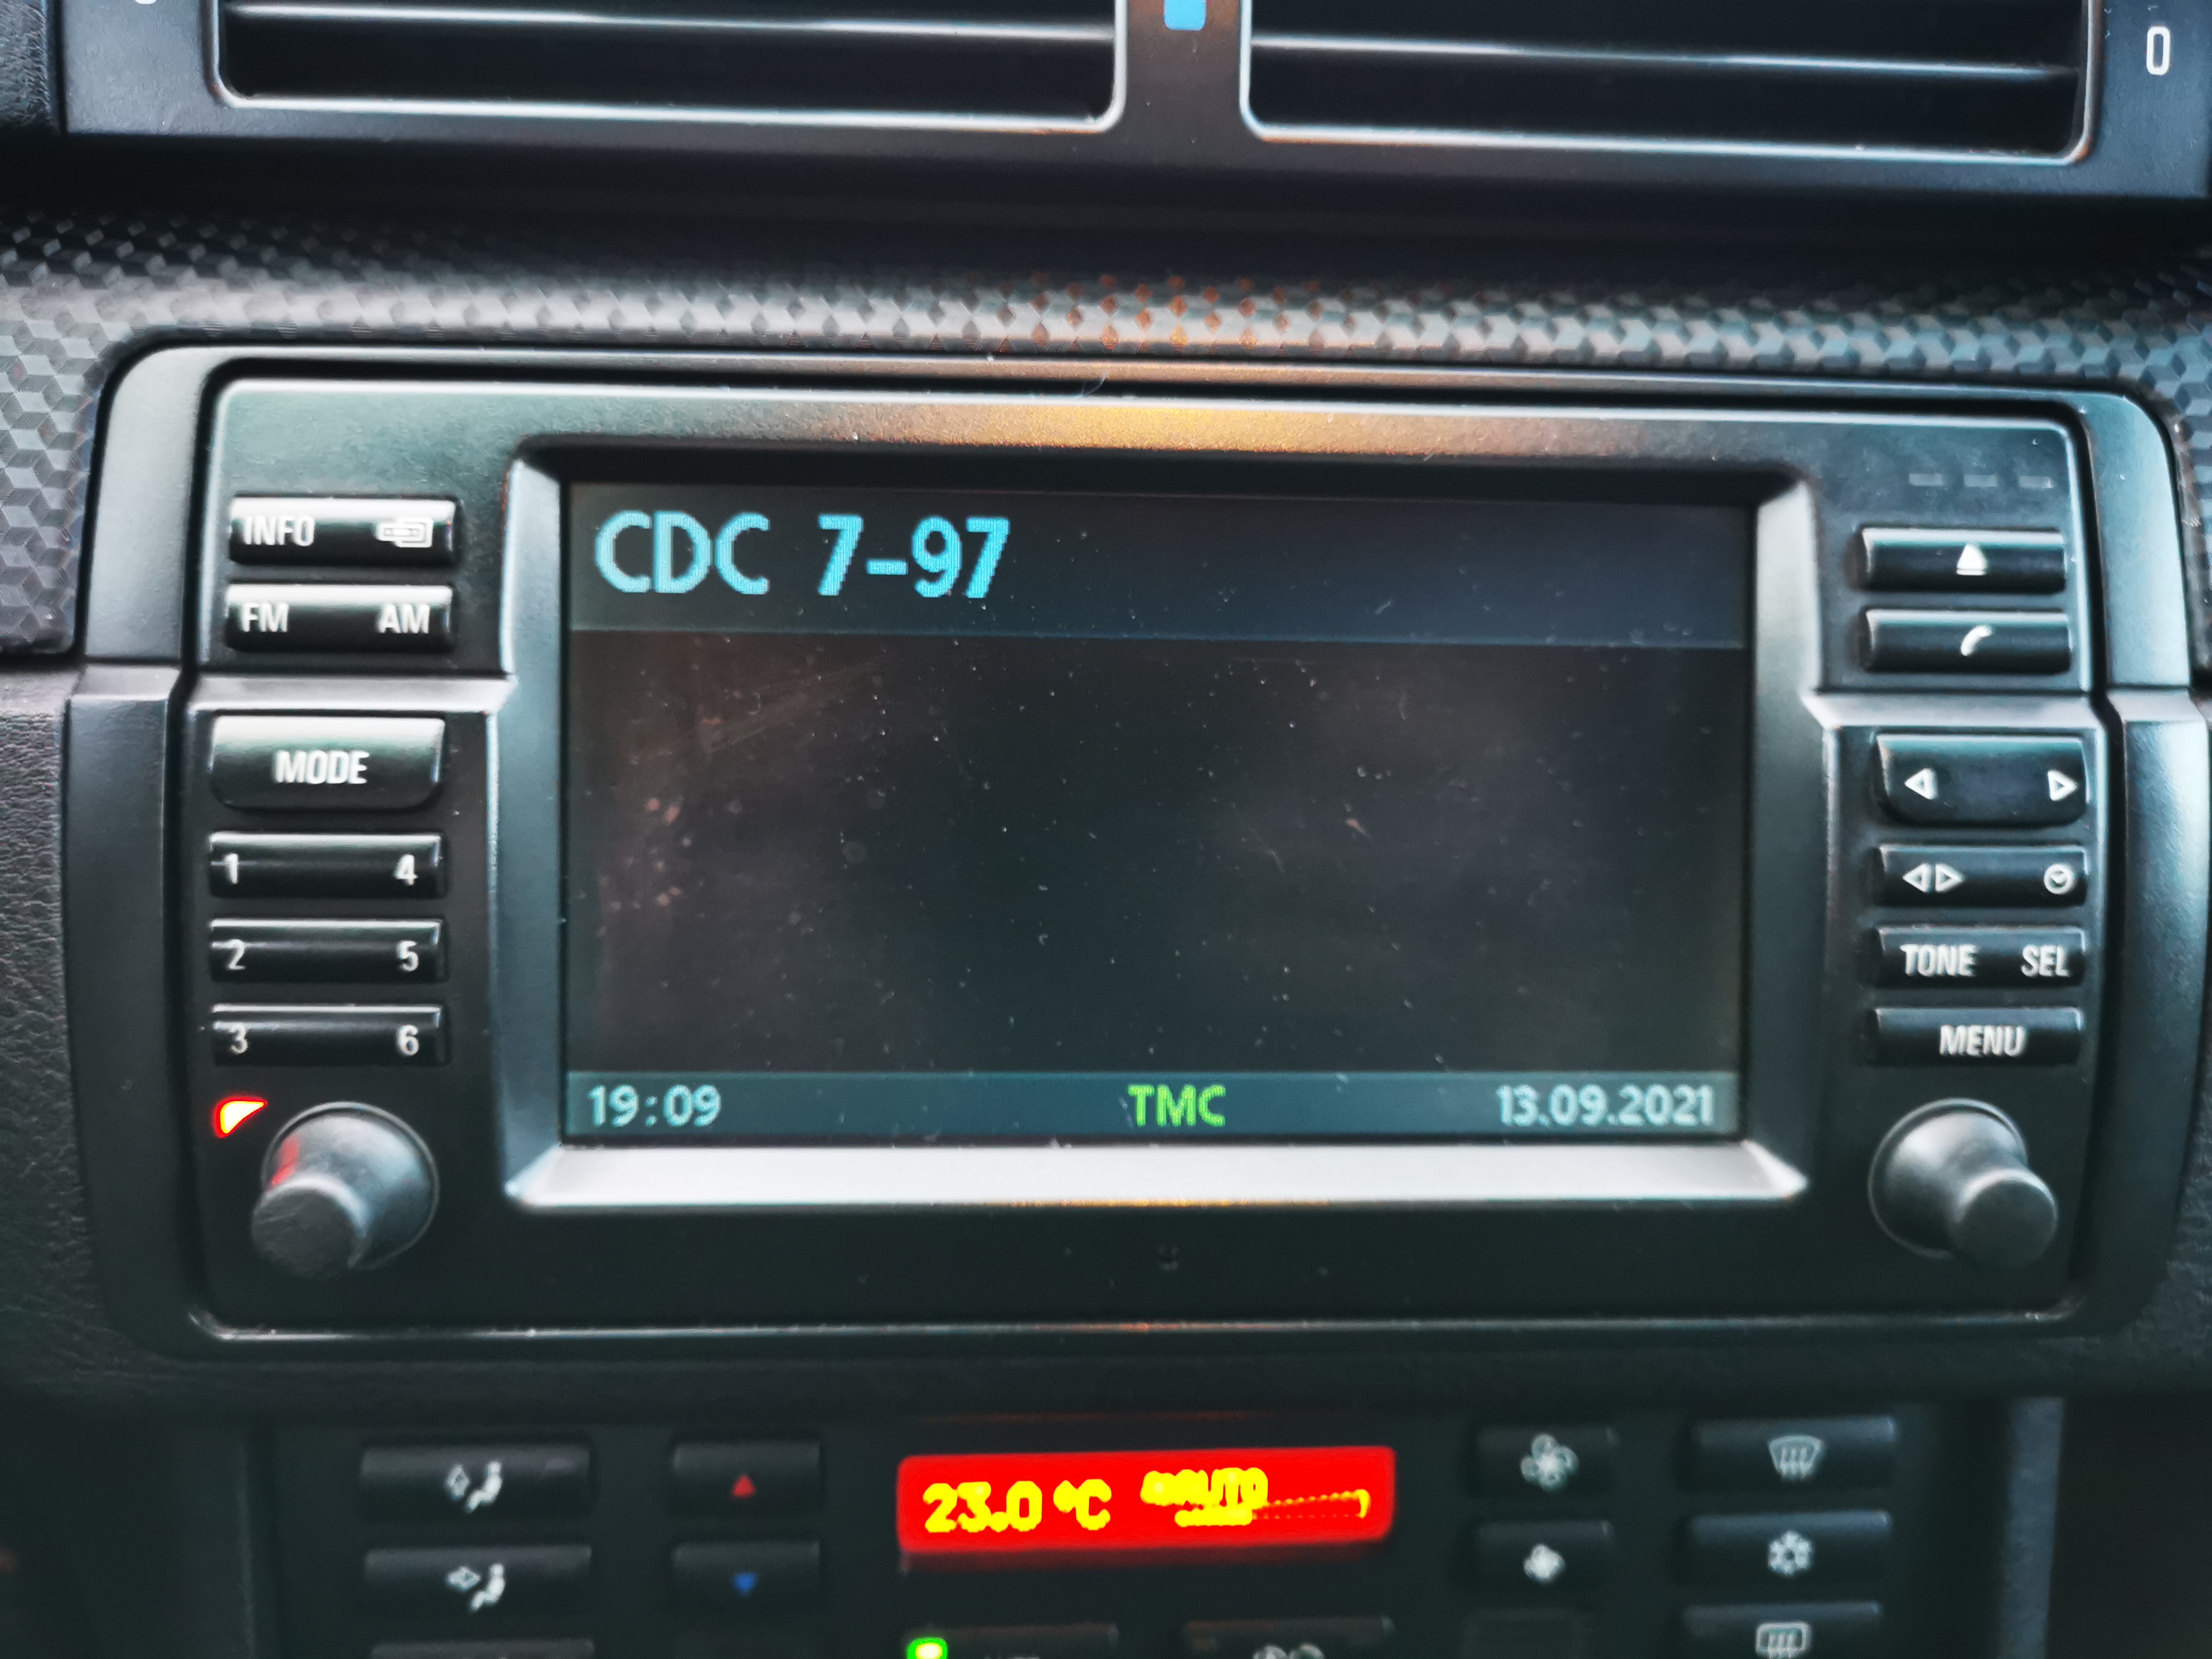 0
INFO
FM AM
MODE
1 4
2 5
3 6
CDC 7-97
19:09 TMC 13.09.2021
TONE SEL
MENU
23.0 °C AUTO